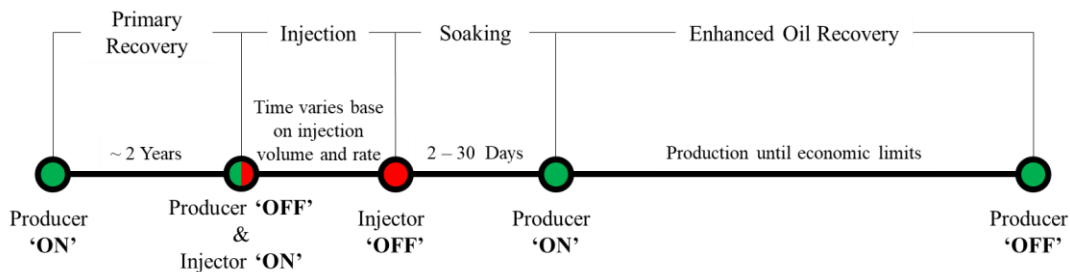 Primary
Recovery
Injection
Soaking
Enhanced Oil Recovery
~ 2 Years
Time varies base
on injection
volume and rate
2 – 30 Days
Production until economic limits
Producer
‘ON’
Producer ‘OFF’
&
Injector ‘ON’
Injector
‘OFF’
Producer
‘ON’
Producer
‘OFF’